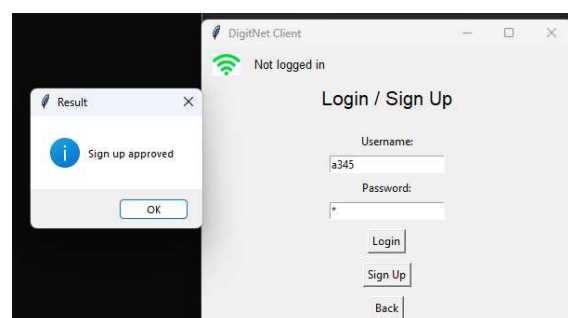 DigitNet Client
Not logged in
Login / Sign Up
Username:
a345
Password:
*
Login
Sign Up
Back
Result
Sign up approved
OK